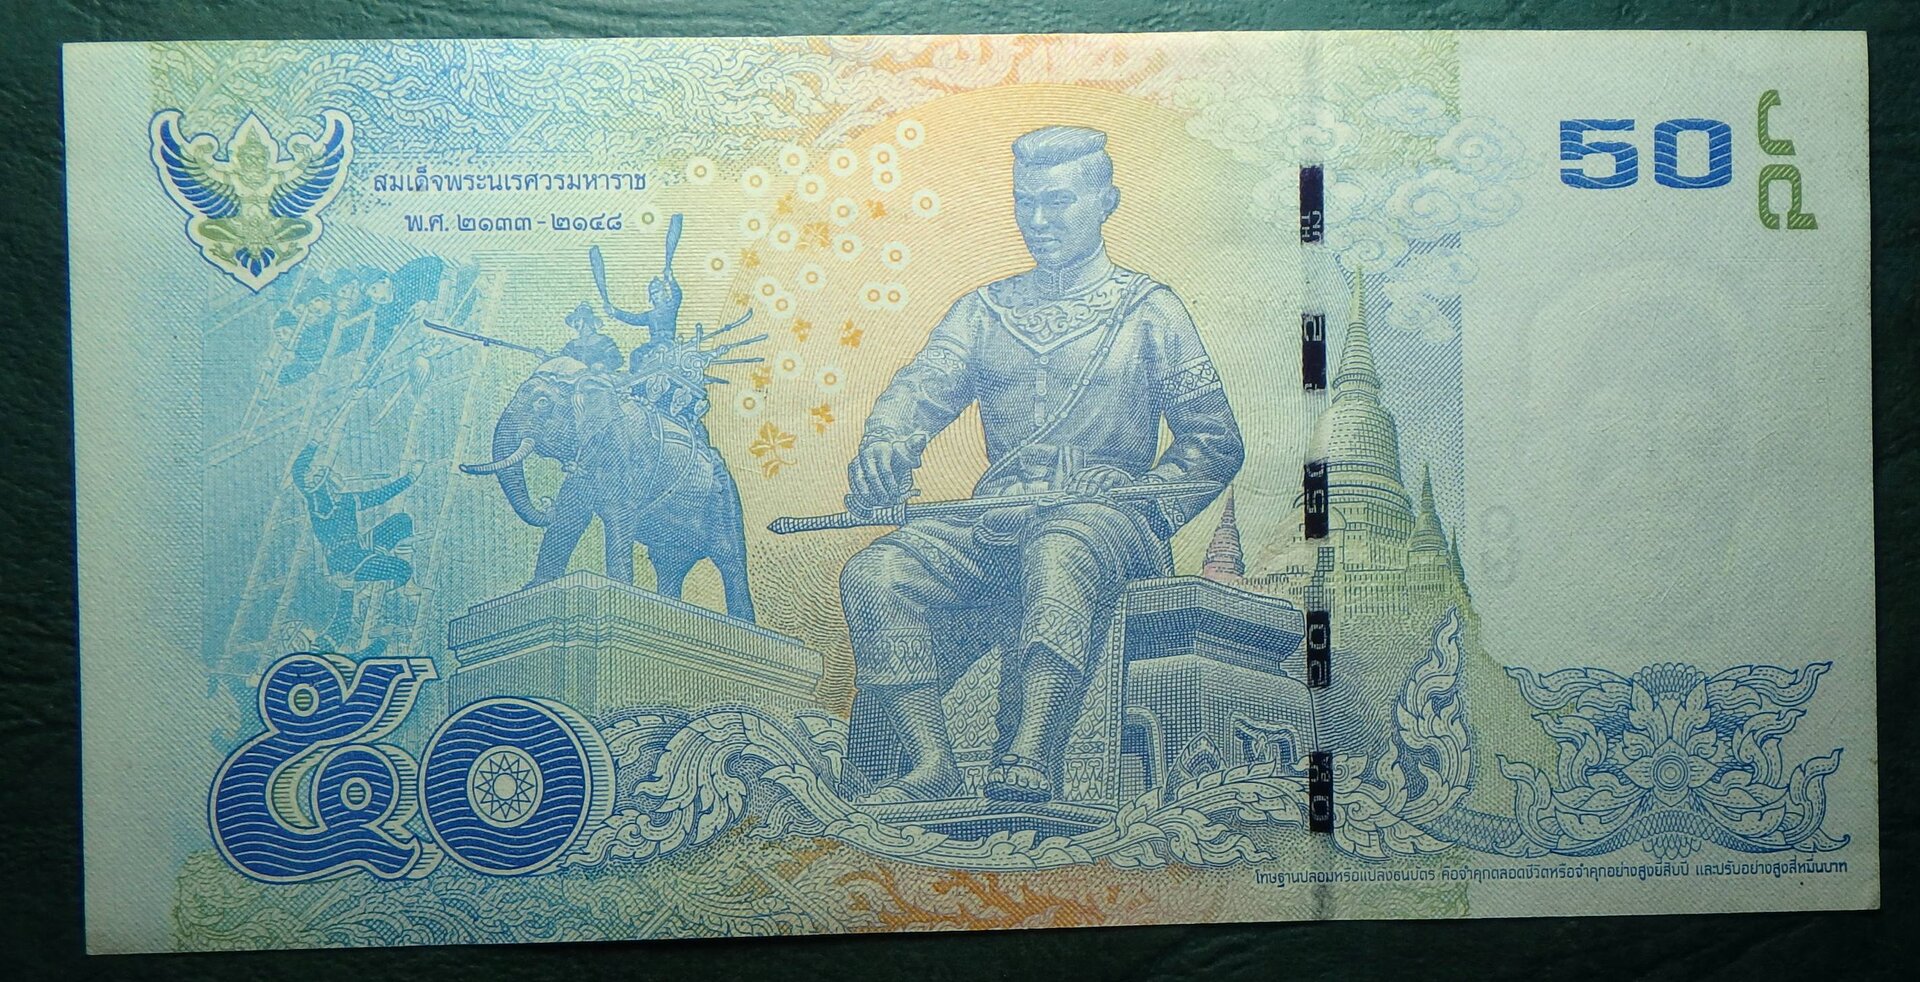 สมเด็จพระนเรศวรมหาราช
พ.ศ. ๒๑๓๓ - ๒๑๔๘
50
๕๐
โทษฐานปลอมหรือแปลงธนบัตร คือจำคุกตลอดชีวิตหรือจำคุกอย่างสูงยี่สิบปี และปรับอย่างสูงสี่หมื่นบาท